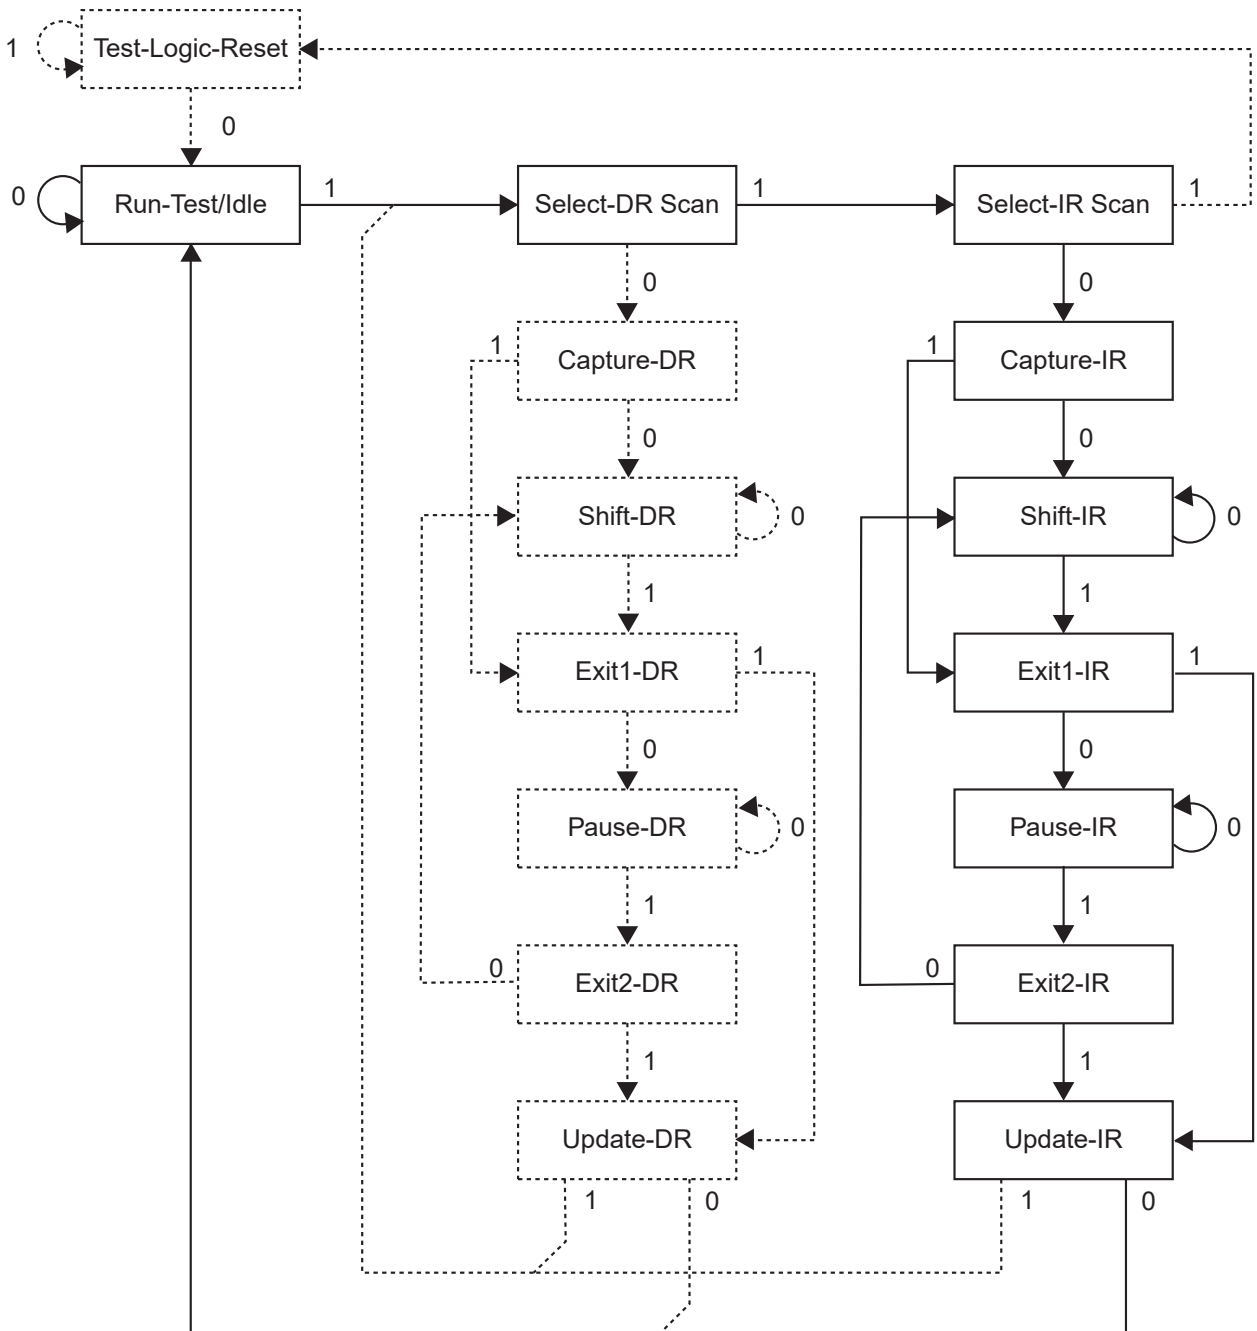 1 Test-Logic-Reset
0
0 Run-Test/Idle 1 Select-DR Scan 1 Select-IR Scan 1
0 0
1 Capture-DR 1 Capture-IR
0 0
Shift-DR 0 Shift-IR 0
1 1
Exit1-DR 1 Exit1-IR 1
0 0
Pause-DR 0 Pause-IR 0
1 1
0 Exit2-DR 0 Exit2-IR
1 1
Update-DR Update-IR
1 0 1 0